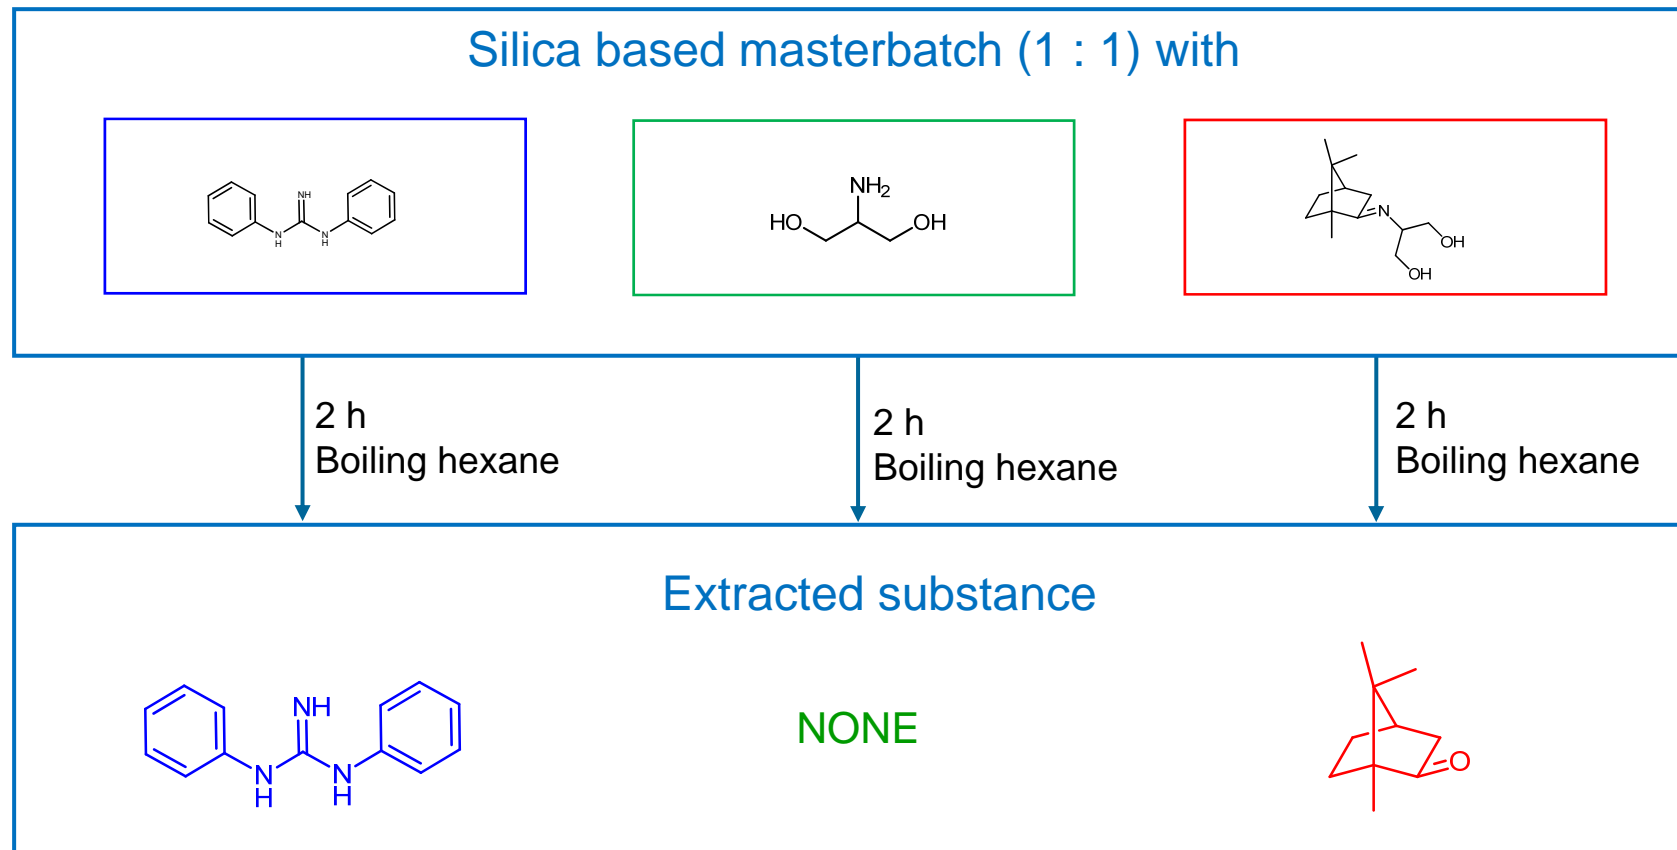 Silica based masterbatch (1 : 1) with
NH
N
H
N
H
NH2
HO
OH
N
OH
OH
2 h
Boiling hexane
2 h
Boiling hexane
2 h
Boiling hexane
Extracted substance
NH
N
H
N
H
NONE
O